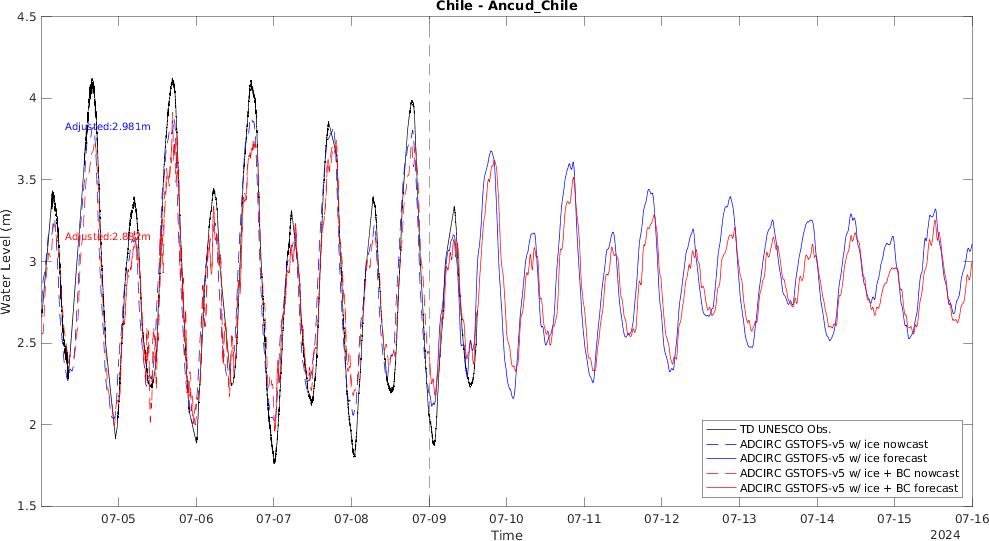 Chile - Ancud_Chile
4.5
4
3.5
3
2.5
2
1.5
Water Level (m)
Adjusted:2.981m
07-05
07-06
07-07
07-08
07-09
07-10
07-11
07-12
07-13
07-14
07-15
07-16
Time
2024
TD UNESCO Obs.
ADCIRC GSTOFS-v5 w/ ice nowcast
ADCIRC GSTOFS-v5 w/ ice forecast
ADCIRC GSTOFS-v5 w/ ice + BC nowcast
ADCIRC GSTOFS-v5 w/ ice + BC forecast